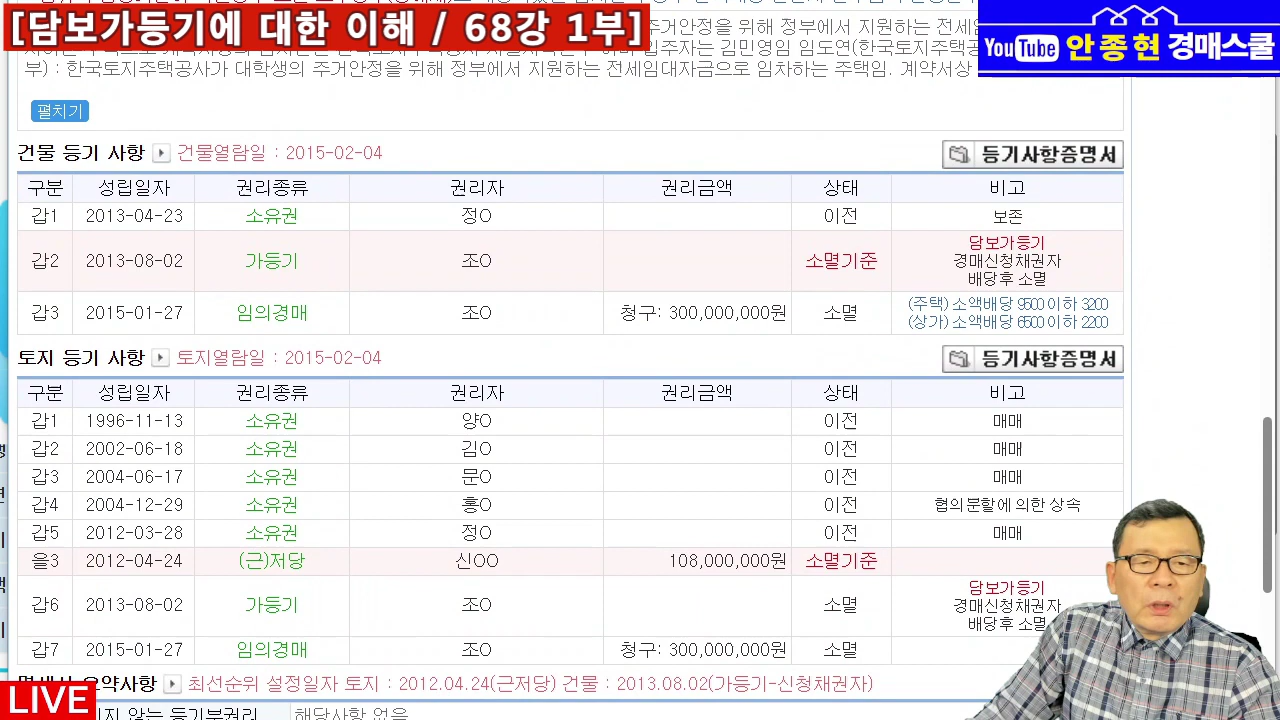 [담보가등기에 대한 이해 / 68강 1부]
YouTube 안종현 경매스쿨
부) : 한국토지주택공사가 대학생의 주거안정을 위해 정부에서 지원하는 전세임대자금으로 임차하는 주택임. 계약서상
펼치기
건물 등기 사항 건물열람일 : 2015-02-04 등기사항증명서
구분 성립일자 권리종류 권리자 권리금액 상태 비고
갑1 2013-04-23 소유권 정O 이전 보존
갑2 2013-08-02 가등기 조O 소멸기준 담보가등기
경매신청채권자
배당후 소멸
갑3 2015-01-27 임의경매 조O 청구: 300,000,000원 소멸 (주택) 소액배당 9500 이하 3200
(상가) 소액배당 6500 이하 2200
토지 등기 사항 토지열람일 : 2015-02-04 등기사항증명서
구분 성립일자 권리종류 권리자 권리금액 상태 비고
갑1 1996-11-13 소유권 양O 이전 매매
갑2 2002-06-18 소유권 김O 이전 매매
갑3 2004-06-17 소유권 문O 이전 매매
갑4 2004-12-29 소유권 홍O 이전 협의분할에 의한 상속
갑5 2012-03-28 소유권 정O 이전 매매
을3 2012-04-24 (근)저당 신OO 108,000,000원 소멸기준
갑6 2013-08-02 가등기 조O 소멸 담보가등기
경매신청채권자
배당후 소멸
갑7 2015-01-27 임의경매 조O 청구: 300,000,000원 소멸
요약사항 최선순위 설정일자 토지 : 2012.04.24(근저당) 건물 : 2013.08.02(가등기-신청채권자)
LIVE
않는 등기부권리 해당사항 없음